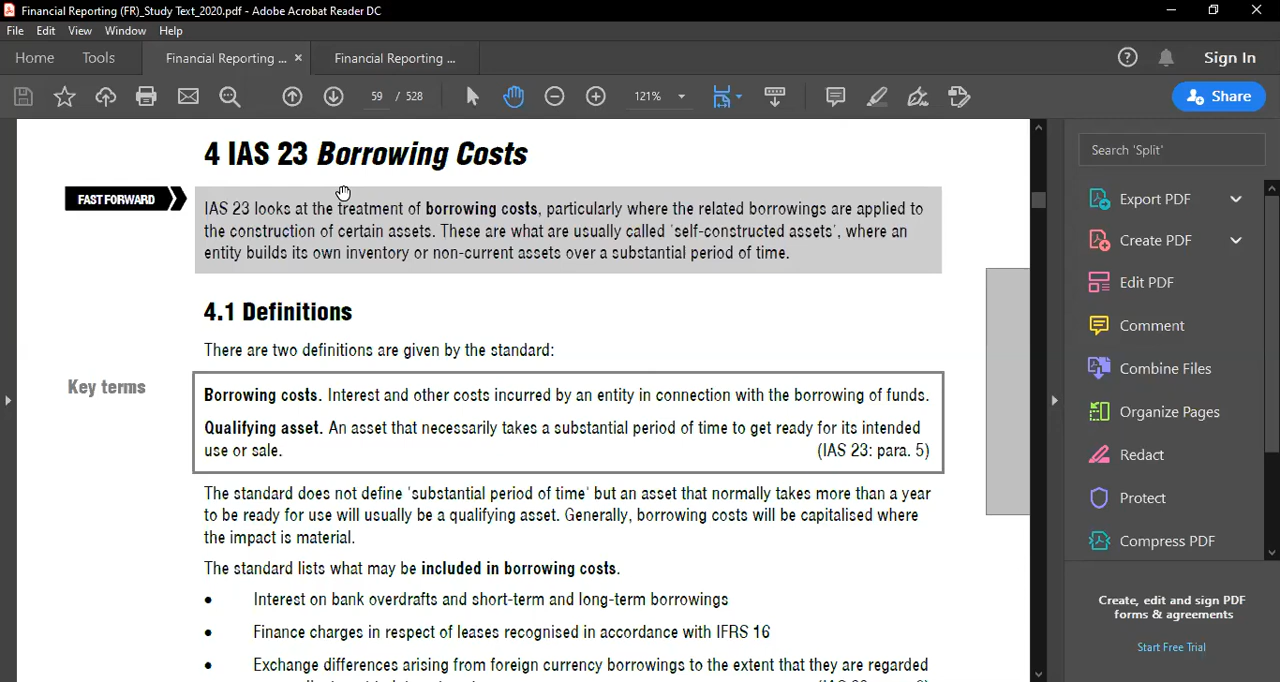 Financial Reporting (FR)_Study Text_2020.pdf - Adobe Acrobat Reader DC
File Edit View Window Help
Home Tools Financial Reporting ... × Financial Reporting ... Sign In
59 / 528 121% Share
4 IAS 23 Borrowing Costs
FAST FORWARD
IAS 23 looks at the treatment of borrowing costs, particularly where the related borrowings are applied to
the construction of certain assets. These are what are usually called 'self-constructed assets', where an
entity builds its own inventory or non-current assets over a substantial period of time.
4.1 Definitions
There are two definitions are given by the standard:
Key terms
Borrowing costs. Interest and other costs incurred by an entity in connection with the borrowing of funds.
Qualifying asset. An asset that necessarily takes a substantial period of time to get ready for its intended
use or sale. (IAS 23: para. 5)
The standard does not define 'substantial period of time' but an asset that normally takes more than a year
to be ready for use will usually be a qualifying asset. Generally, borrowing costs will be capitalised where
the impact is material.
The standard lists what may be included in borrowing costs.
• Interest on bank overdrafts and short-term and long-term borrowings
• Finance charges in respect of leases recognised in accordance with IFRS 16
• Exchange differences arising from foreign currency borrowings to the extent that they are regarded
Search 'Split'
Export PDF
Create PDF
Edit PDF
Comment
Combine Files
Organize Pages
Redact
Protect
Compress PDF
Create, edit and sign PDF
forms & agreements
Start Free Trial